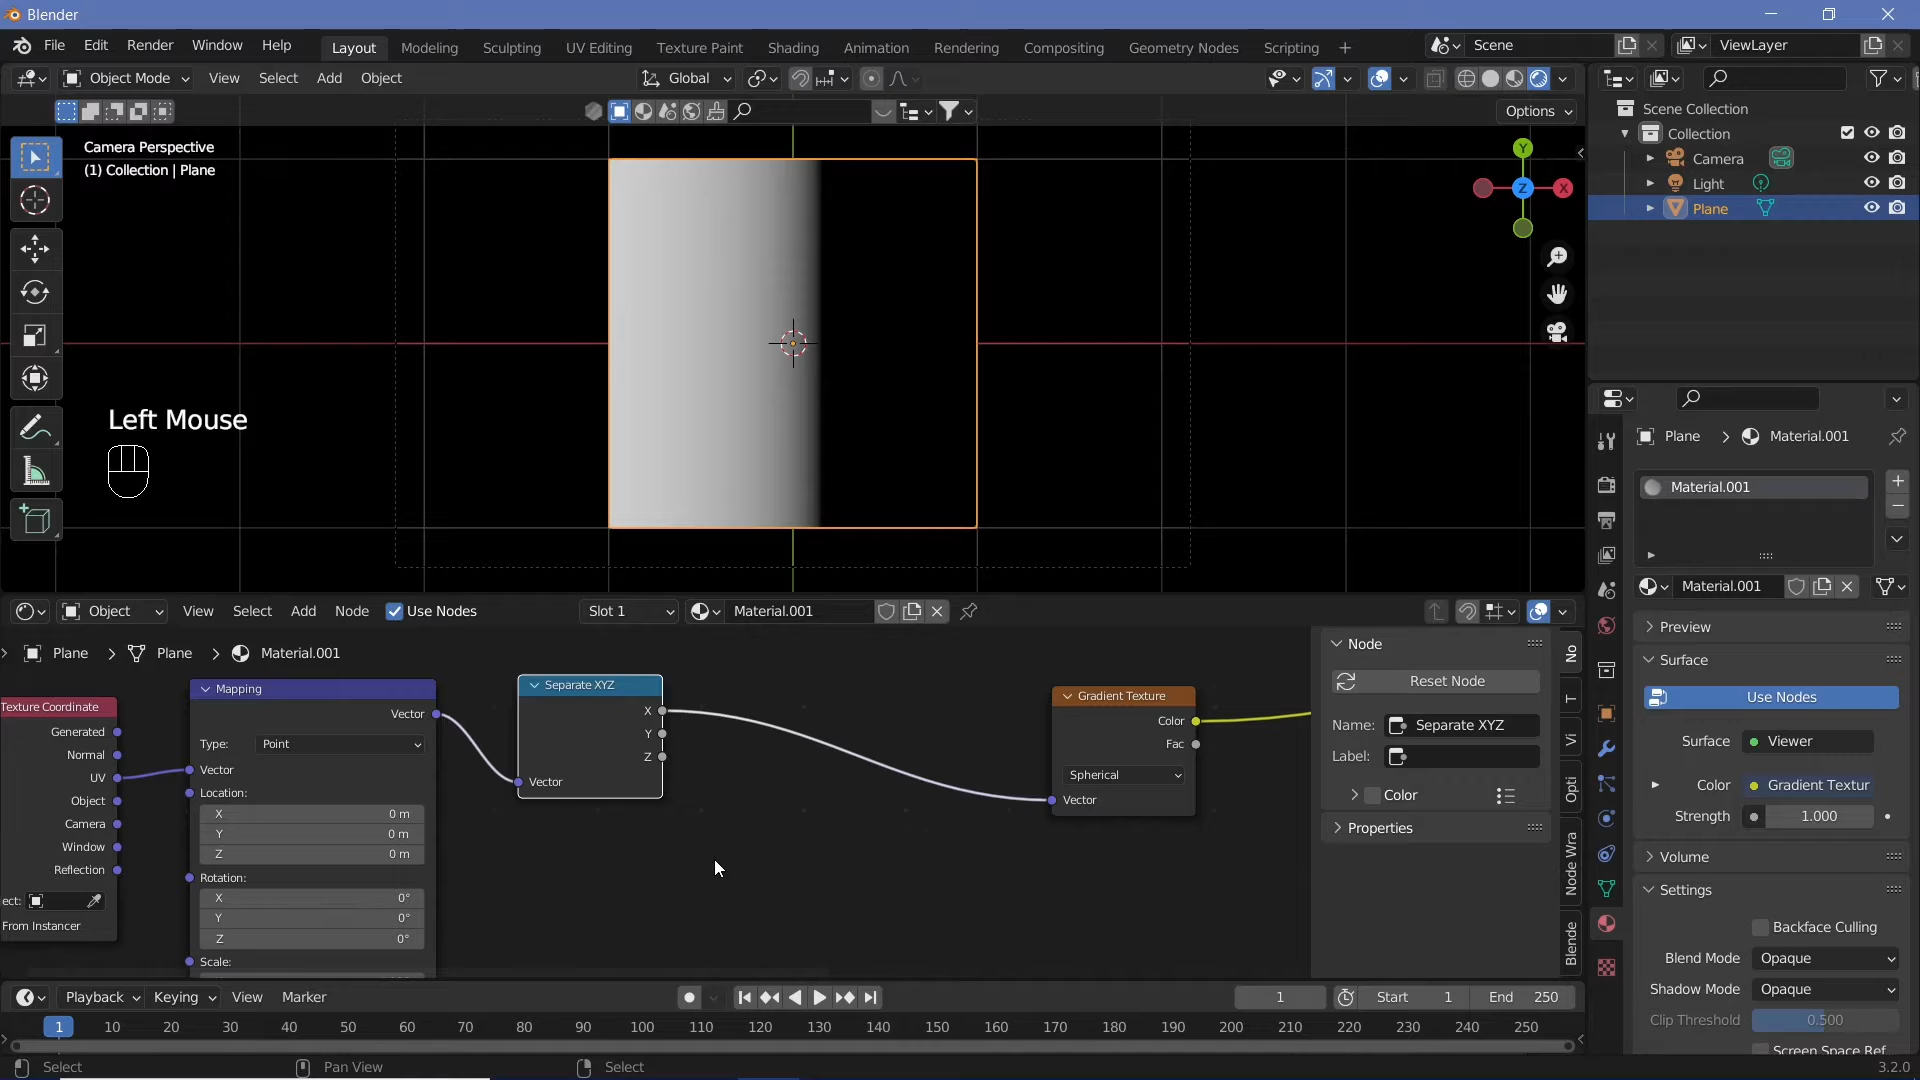 Blender
File Edit Render Window Help
Layout Modeling Sculpting UV Editing Texture Paint Shading Animation Rendering Compositing Geometry Nodes Scripting +
Scene
ViewLayer
Object Mode View Select Add Object
Global
Options
Camera Perspective
(1) Collection | Plane
Y
Z
X
Left Mouse
Scene Collection
Collection
Camera
Light
Plane
Plane > Material.001
Material.001
Material.001
Preview
Surface
Use Nodes
Surface Viewer
Color Gradient Textur
Strength 1.000
Volume
Settings
Backface Culling
Blend Mode Opaque
Shadow Mode Opaque
Clip Threshold 0.500
Screen Space Ref
Object View Select Add Node Use Nodes
Slot 1
Material.001
Plane > Plane > Material.001
Texture Coordinate
Generated
Normal
UV
Object
Camera
Window
Reflection
ect:
From Instancer
Mapping
Vector
Type: Point
Vector
Location:
X 0 m
Y 0 m
Z 0 m
Rotation:
X 0°
Y 0°
Z 0°
Scale:
Separate XYZ
X
Y
Z
Vector
Gradient Texture
Color
Fac
Spherical
Vector
Node
Reset Node
Name: Separate XYZ
Label:
Color
Properties
No
T
Vi
Opti
Node Wra
Blende
Playback Keying View Marker
1
Start 1
End 250
1 10 20 30 40 50 60 70 80 90 100 110 120 130 140 150 160 170 180 190 200 210 220 230 240 250
Select
Pan View
Select
3.2.0